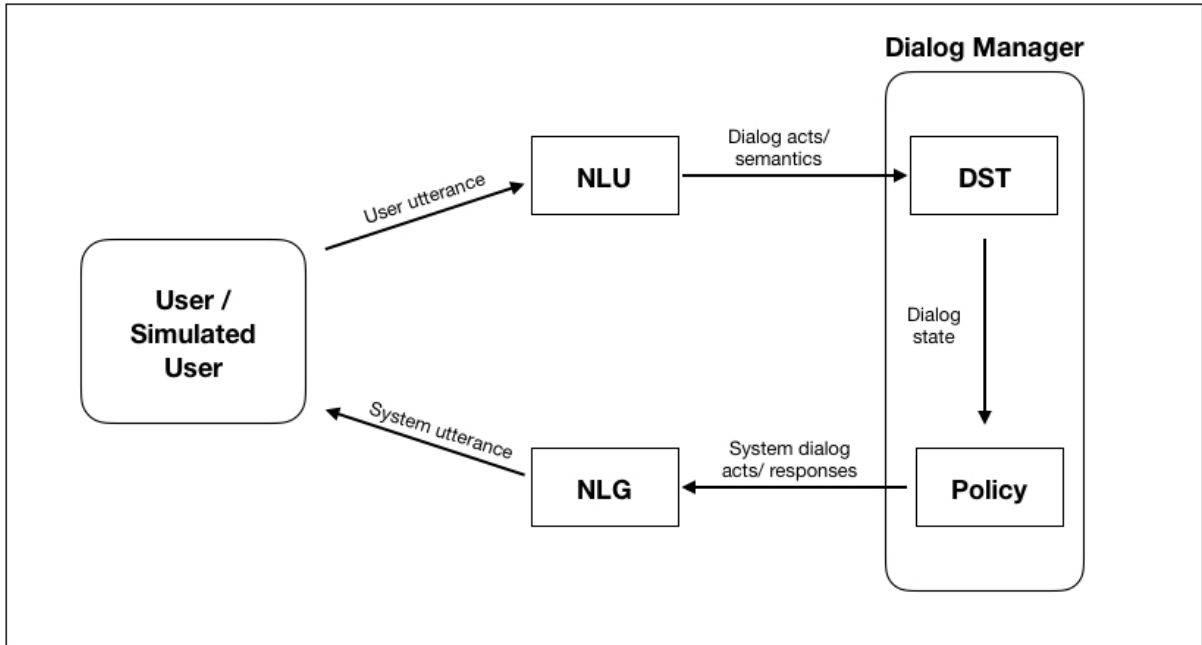 Dialog Manager
Dialog acts/
semantics
NLU
DST
User utterance
User /
Simulated
User
Dialog
state
System utterance
System dialog
acts/ responses
NLG
Policy